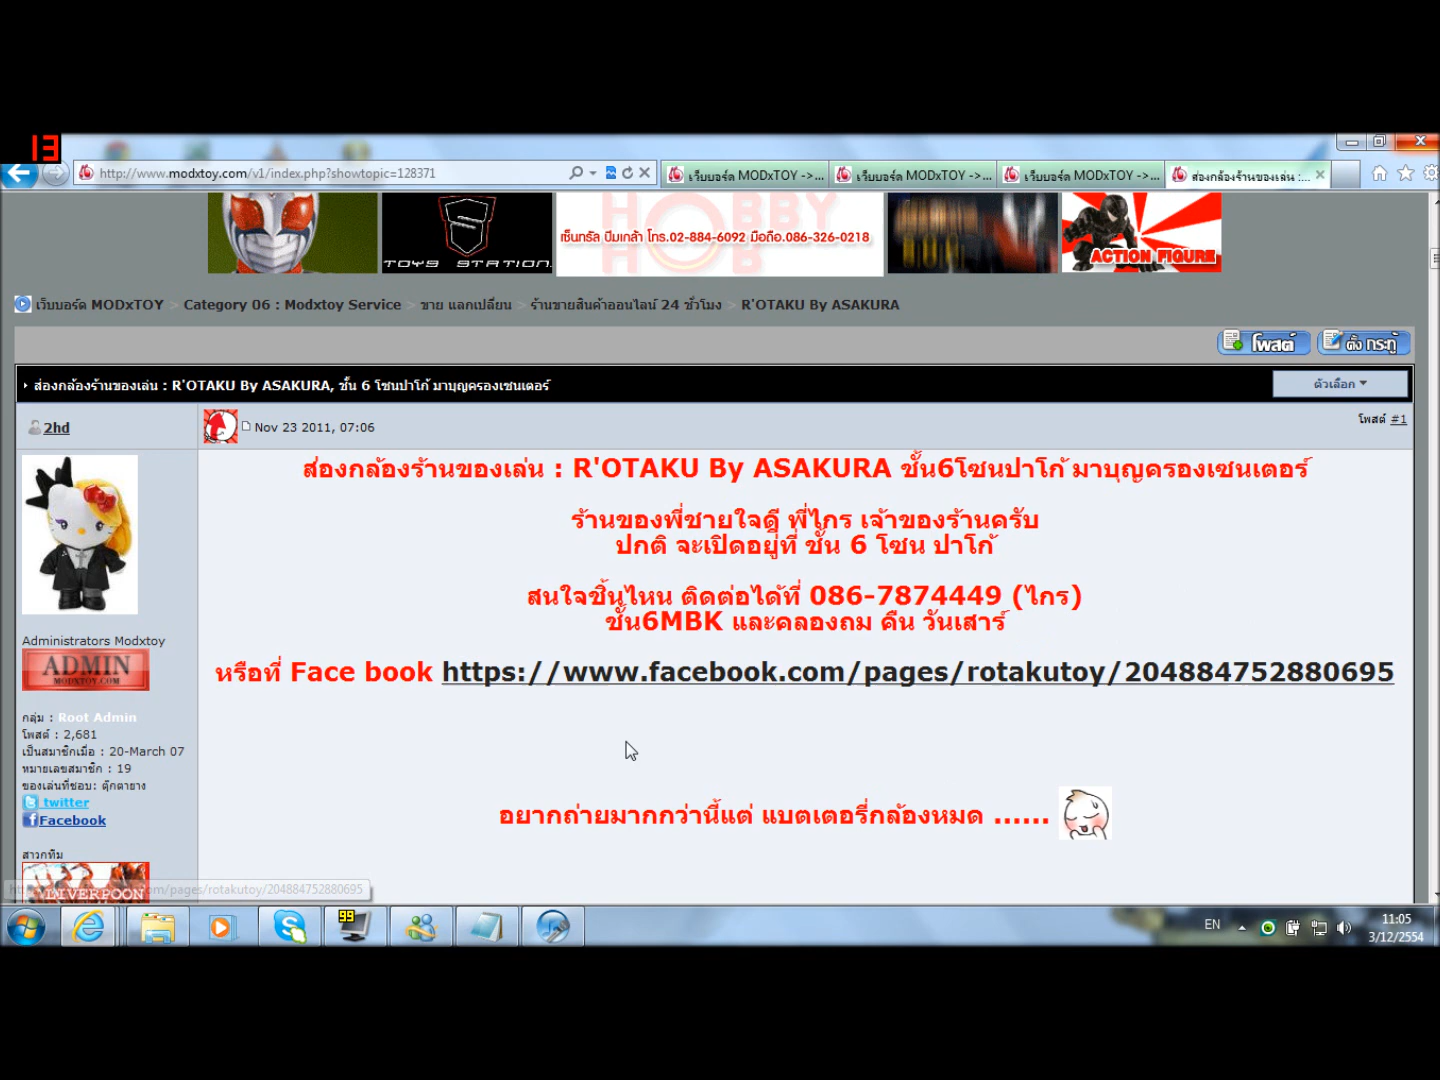 13
http://www.modxtoy.com/v1/index.php?showtopic=128371
เว็บบอร์ด MODxTOY ->...
เว็บบอร์ด MODxTOY ->...
เว็บบอร์ด MODxTOY ->...
ส่องกล้องร้านของเล่น :...
TOYS STATION
HOBBY
เซ็นทรัล ปิ่นเกล้า โทร.02-884-6092 มือถือ.086-326-0218
ACTION FIGURE
เว็บบอร์ด MODxTOY > Category 06 : Modxtoy Service > ขาย แลกเปลี่ยน > ร้านขายสินค้าออนไลน์ 24 ชั่วโมง > R'OTAKU By ASAKURA
โพสต์
ตั้ง กระทู้
ส่องกล้องร้านของเล่น : R'OTAKU By ASAKURA, ชั้น 6 โซนปาโก้ มาบุญครองเซนเตอร์
ตัวเลือก
2hd
Nov 23 2011, 07:06
โพสต์ #1
ส่องกล้องร้านของเล่น : R'OTAKU By ASAKURA ชั้น6โซนปาโก้ มาบุญครองเซนเตอร์
ร้านของพี่ชายใจดี พี่ไกร เจ้าของร้านครับ
ปกติ จะเปิดอยู่ที่ ชั้น 6 โซน ปาโก้
สนใจชิ้นไหน ติดต่อได้ที่ 086-7874449 (ไกร)
ชั้น6MBK และคลองถม คืน วันเสาร์
หรือที่ Face book https://www.facebook.com/pages/rotakutoy/204884752880695
อยากถ่ายมากกว่านี้แต่ แบตเตอรี่กล้องหมด ......
Administrators Modxtoy
ADMIN
MODXTOY.COM
กลุ่ม : Root Admin
โพสต์ : 2,681
เป็นสมาชิกเมื่อ : 20-March 07
หมายเลขสมาชิก : 19
ของเล่นที่ชอบ: ตุ๊กตายาง
twitter
Facebook
สาวกทีม
LIVERPOON
om/pages/rotakutoy/204884752880695
99
EN
11:05
3/12/2554